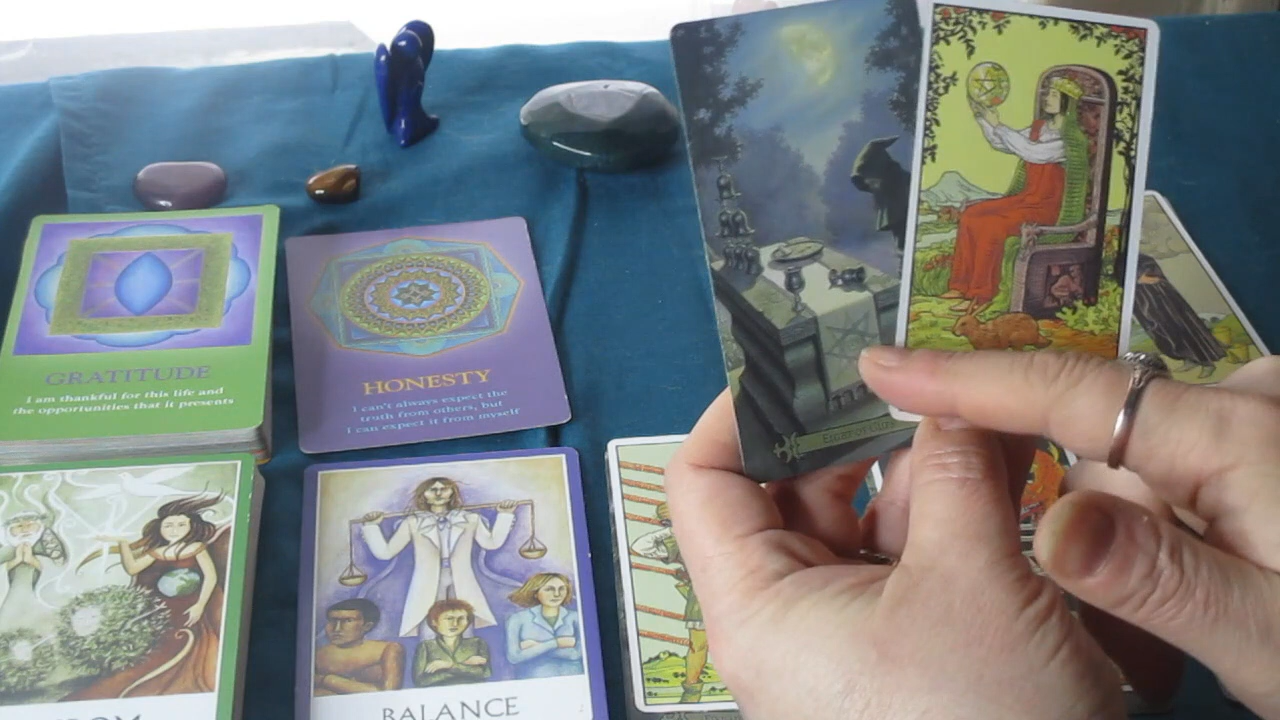 GRATITUDE
I am thankful for this life and
the opportunities that it presents
HONESTY
I can't always expect the
truth from others, but
I can expect it from myself
BALANCE